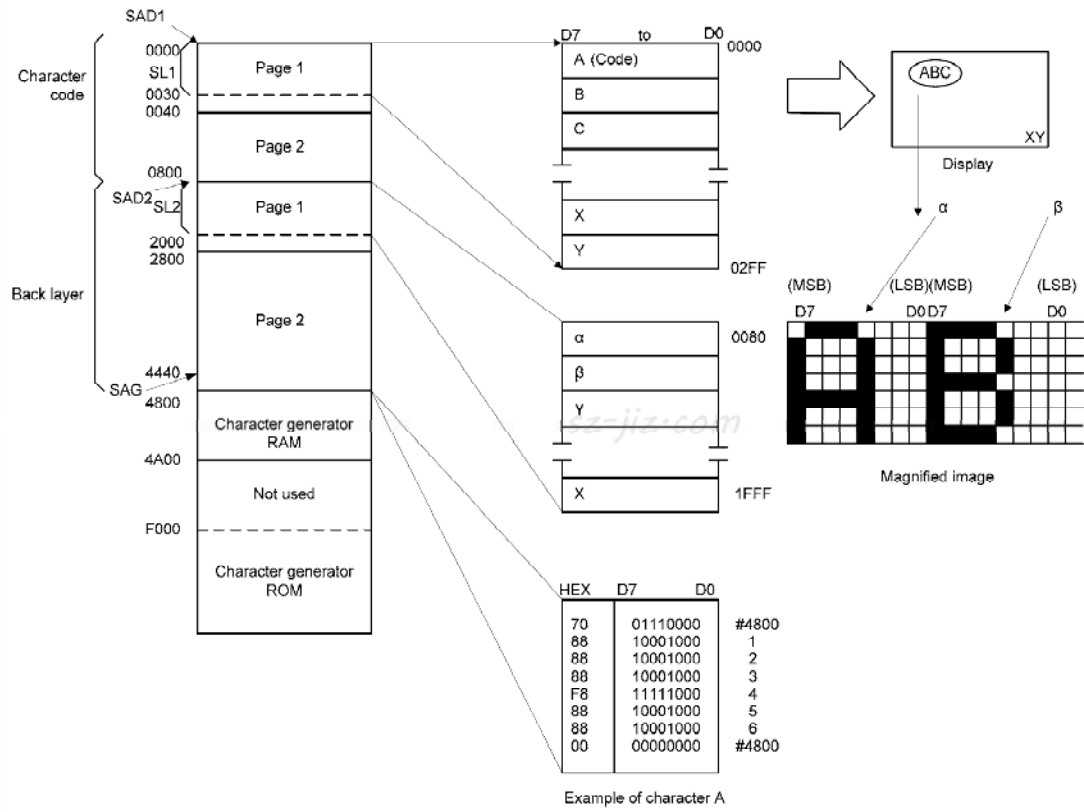 SAD1
Character
code
0000
SL1
0030
0040
0800
SAD2
SL2
2000
2800
Back layer
4440
SAG
4800
4A00
F000
Page 1
Page 2
Page 1
Page 2
Character generator
RAM
Not used
Character generator
ROM
D7 to D0
0000
A (Code)
B
C
X
Y
02FF
ABC
XY
Display
α β
(MSB) (LSB)(MSB) (LSB)
D7 D0 D7 D0
Magnified image
α 0080
β
Y
X 1FFF
sz-jiz.com
HEX D7 D0
70 01110000 #4800
88 10001000 1
88 10001000 2
88 10001000 3
F8 11111000 4
88 10001000 5
88 10001000 6
00 00000000 #4800
Example of character A